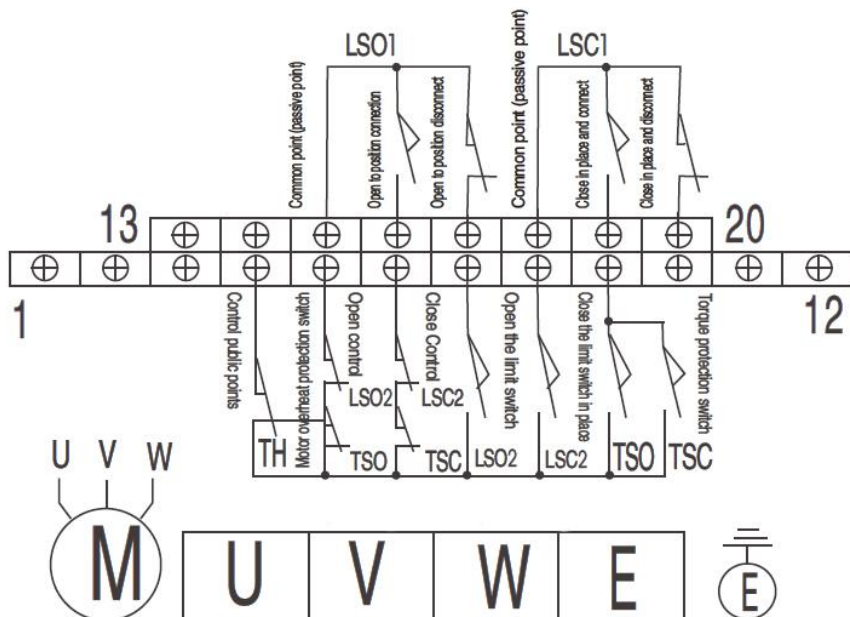 LSO1
LSC1
Common point (passive point)
Open to position connection
Open to position disconnect
Common point (passive point)
Close in place and connect
Close in place and disconnect
13
20
1
12
Control public points
Motor overheat protection switch
Open control
Close Control
Open the limit switch
Close the limit switch in place
Torque protection switch
LSO2
LSC2
TH
TSO
TSC
LSO2
LSC2
TSO
TSC
U V W
M
U V W E
E